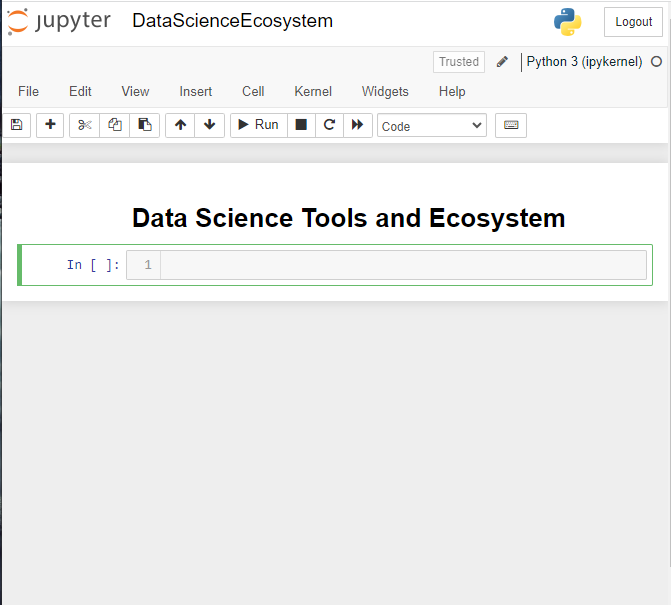 jupyter DataScienceEcosystem Logout
Trusted Python 3 (ipykernel)
File Edit View Insert Cell Kernel Widgets Help
Run Code
Data Science Tools and Ecosystem
In [ ]: 1